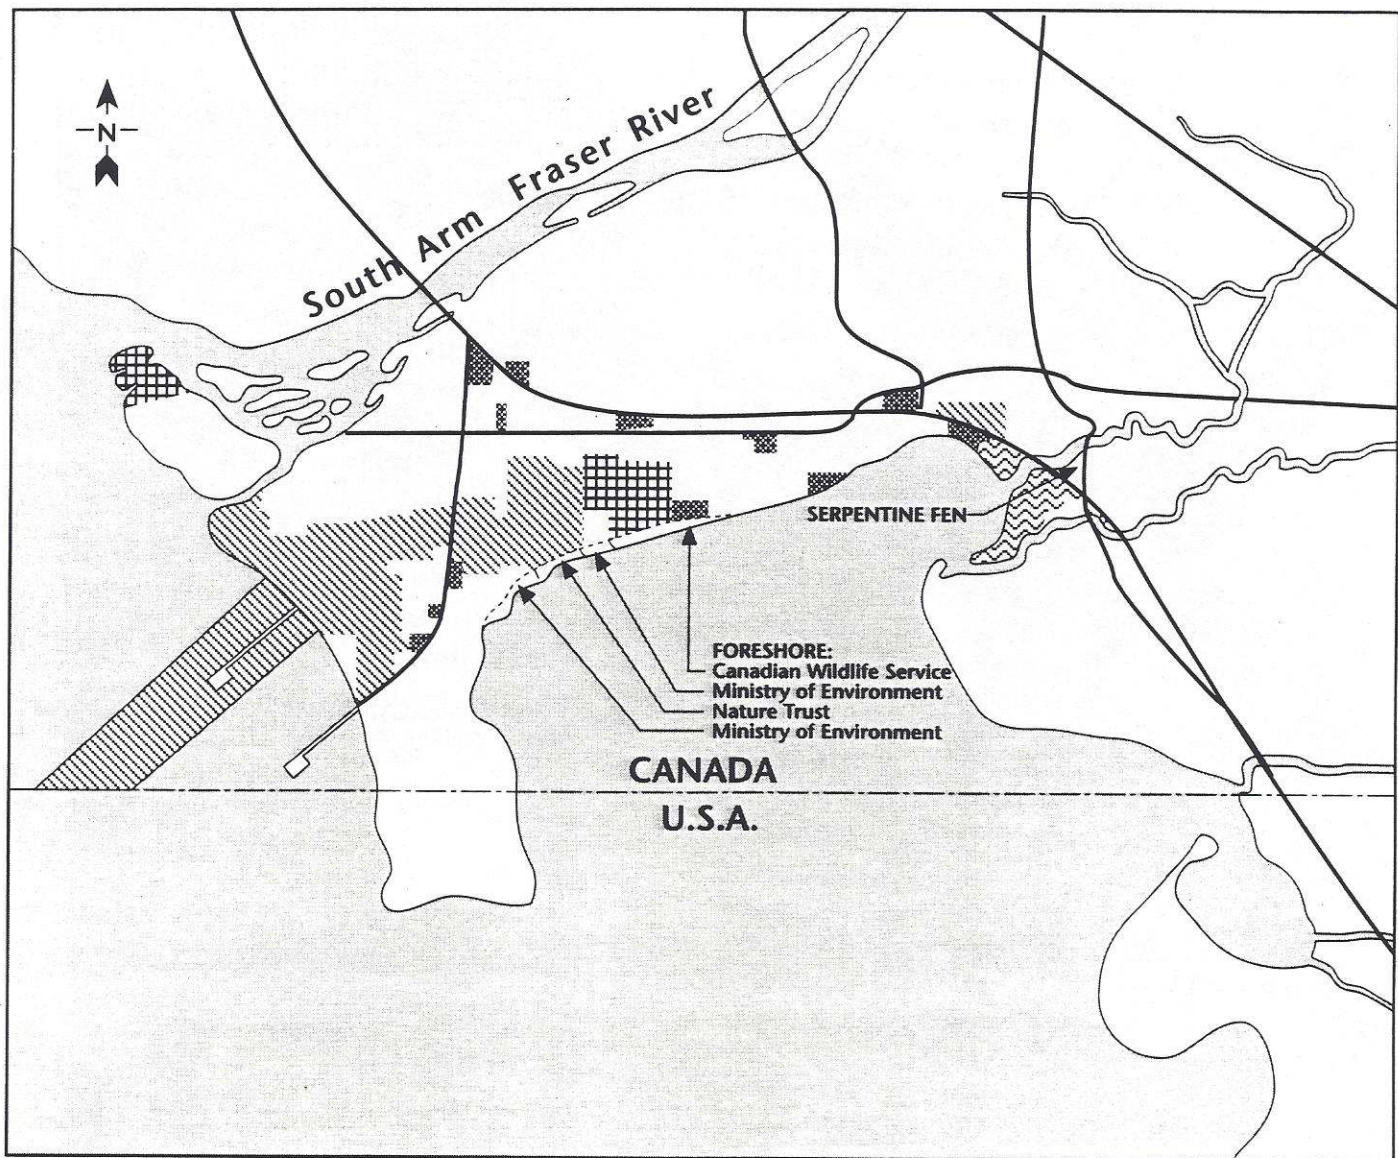 N
South Arm Fraser River
SERPENTINE FEN
FORESHORE:
Canadian Wildlife Service
Ministry of Environment
Nature Trust
Ministry of Environment
CANADA
U.S.A.